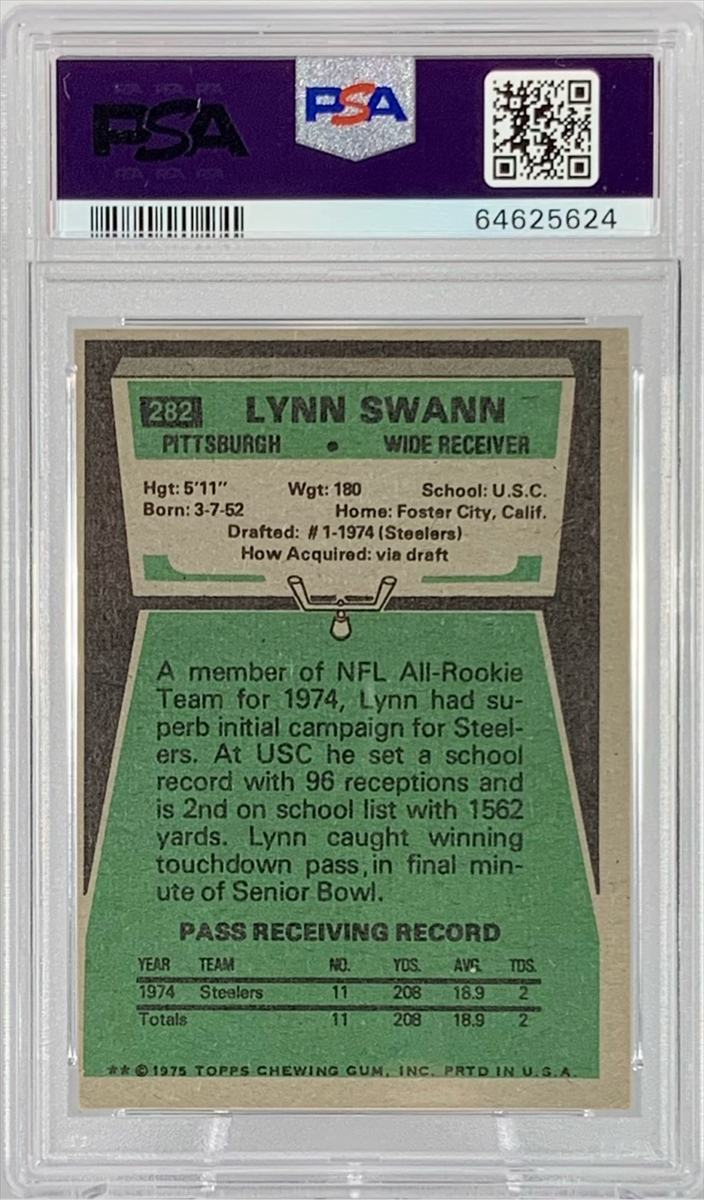 PSA
PSA
64625624
282 LYNN SWANN
PITTSBURGH • WIDE RECEIVER
Hgt: 5'11" Wgt: 180 School: U.S.C.
Born: 3-7-52 Home: Foster City, Calif.
Drafted: #1-1974 (Steelers)
How Acquired: via draft
A member of NFL All-Rookie
Team for 1974, Lynn had su-
perb initial campaign for Steel-
ers. At USC he set a school
record with 96 receptions and
is 2nd on school list with 1562
yards. Lynn caught winning
touchdown pass, in final min-
ute of Senior Bowl.
PASS RECEIVING RECORD
YEAR TEAM NO. YDS. AVG. TDS.
1974 Steelers 11 208 18.9 2
Totals 11 208 18.9 2
** © 1975 TOPPS CHEWING GUM, INC. PRTD IN U.S.A.